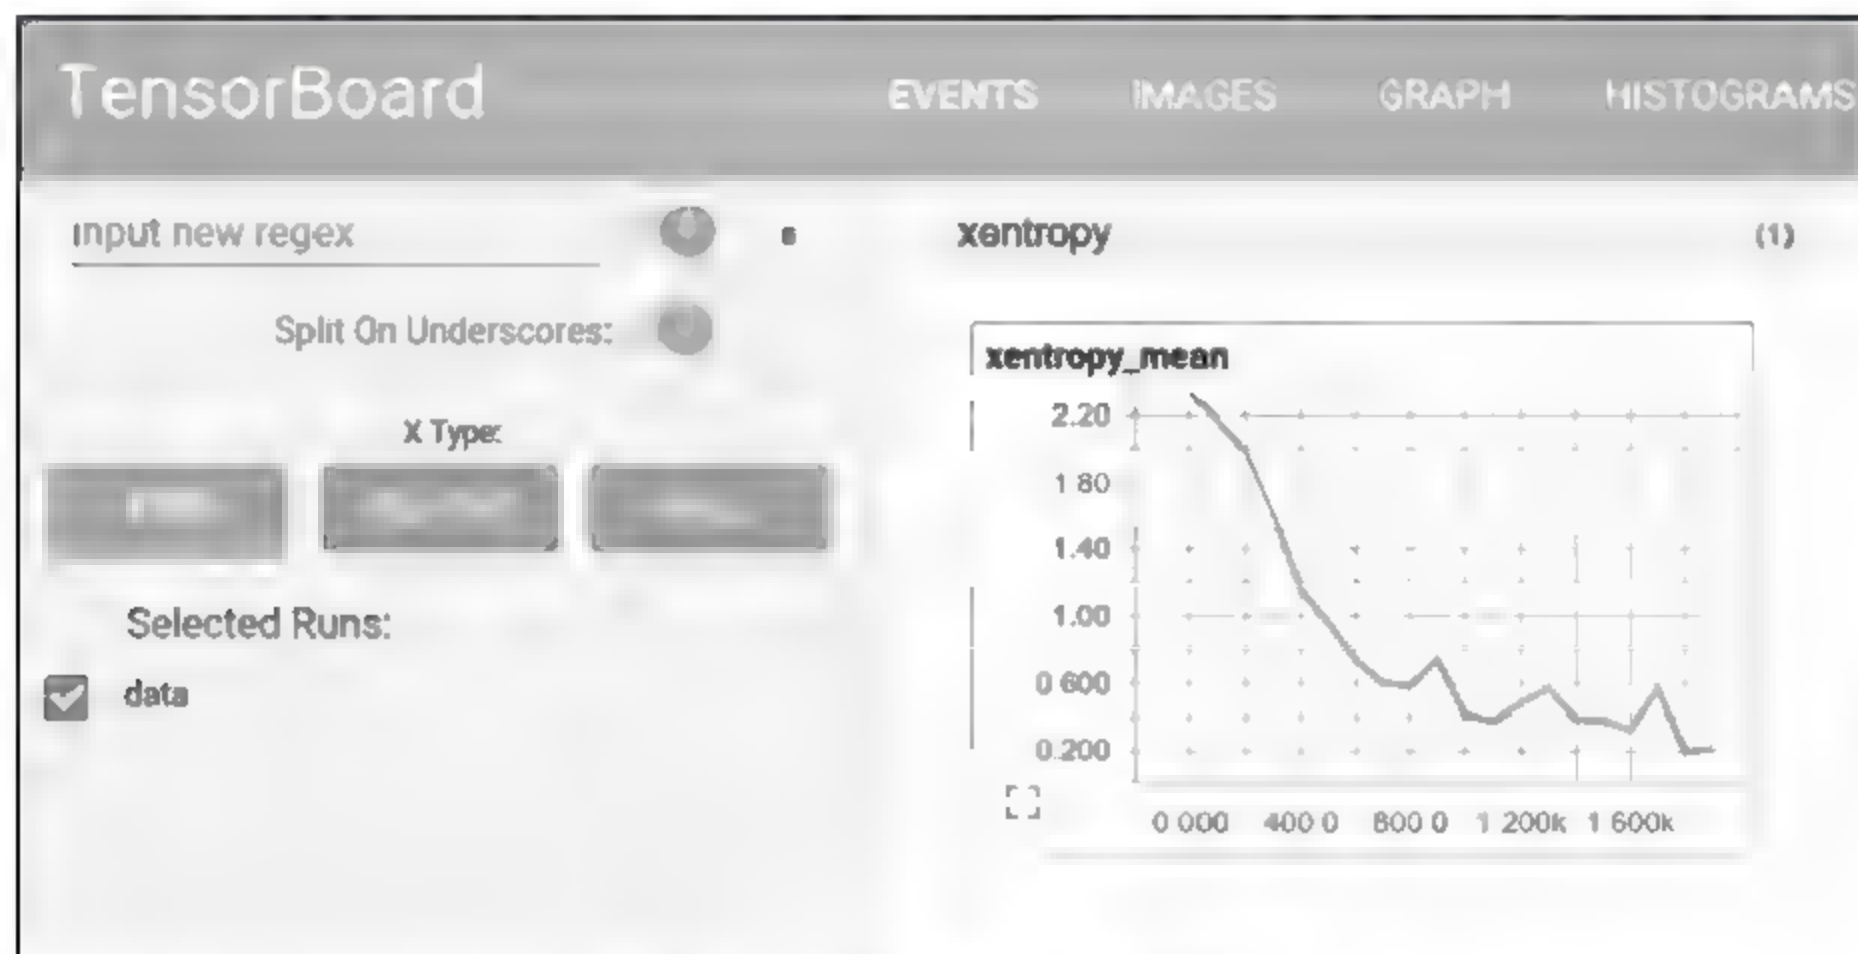 TensorBoard EVENTS IMAGES GRAPH HISTOGRAMS
input new regex
xentropy (1)
Split On Underscores:
xentropy_mean
X Type:
2.20
1 80
1.40
1.00
0 600
0.200
Selected Runs:
data
0 000 400 0 800 0 1 200k 1 600k